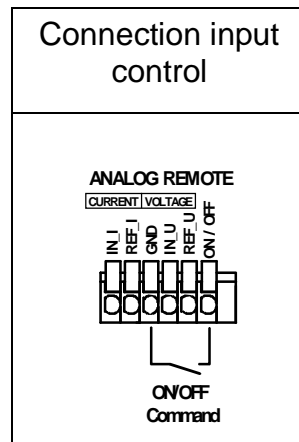 Connection input
control
ANALOG REMOTE
CURRENT VOLTAGE
IN_I
REF_I
GND
IN_U
REF_U
ON / OFF
ON/OFF
Command